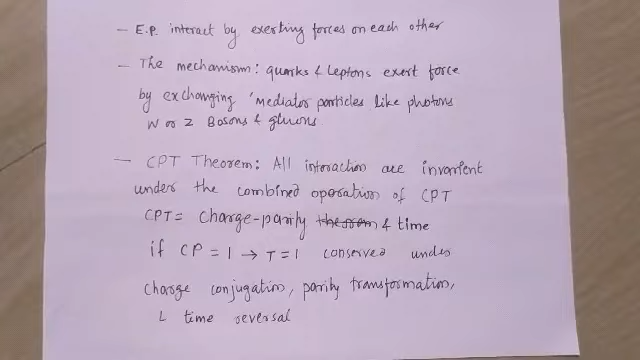 - E.p. interact by exerting forces on each other
- The mechanism: quarks & Leptons exert force
by exchanging 'mediator particles like photons
W or Z Bosons & gluons
- CPT Theorem: All interaction are invarient
under the combined operation of CPT
CPT = Charge-parity theorem & time
if CP = 1 → T = 1 conserved under
charge conjugation, parity transformation,
& time reversal